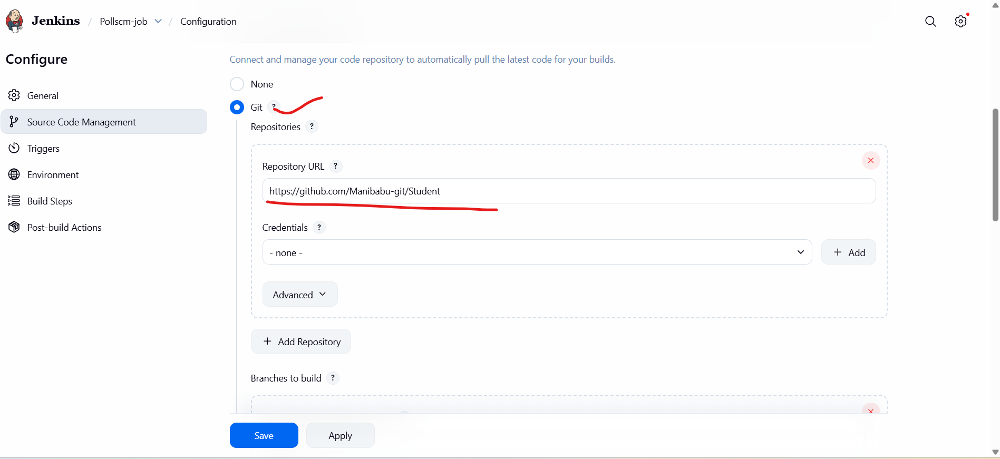 Jenkins / Pollscm-job / Configuration
Configure
General
Source Code Management
Triggers
Environment
Build Steps
Post-build Actions
Connect and manage your code repository to automatically pull the latest code for your builds.
None
Git ?
Repositories ?
Repository URL ?
https://github.com/Manibabu-git/Student
Credentials ?
- none -
+ Add
Advanced
+ Add Repository
Branches to build ?
Save
Apply